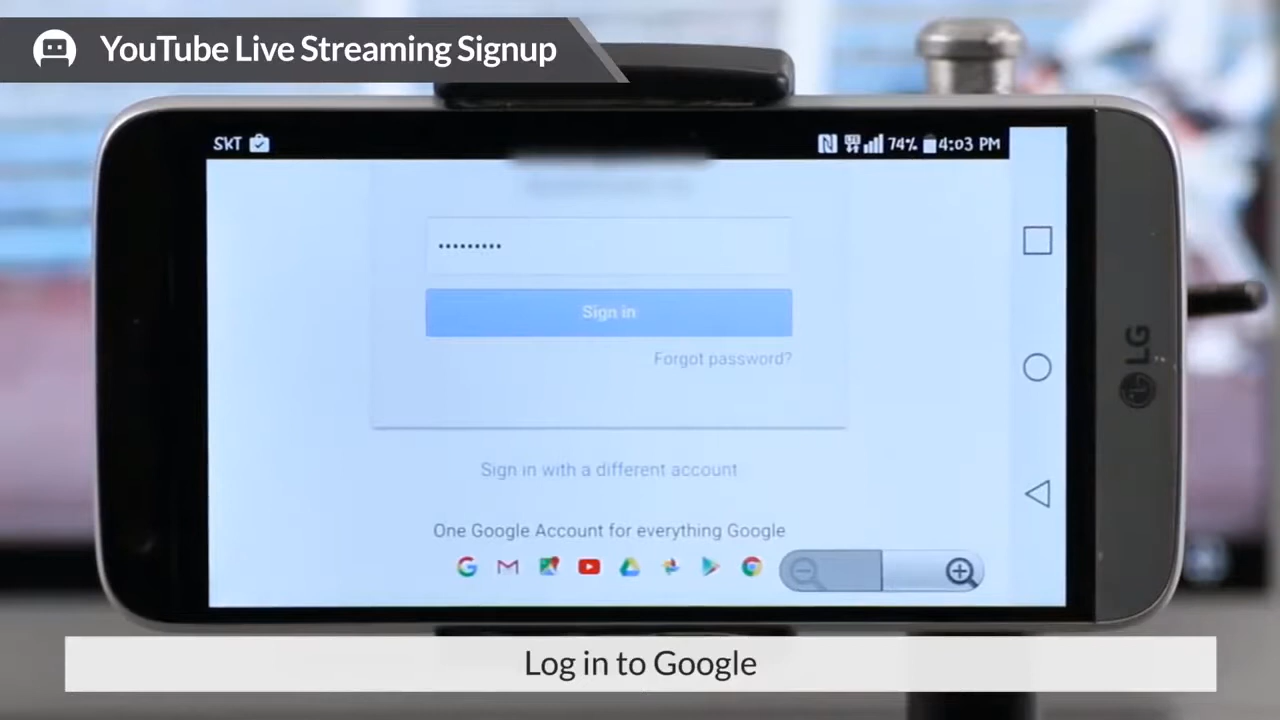 YouTube Live Streaming Signup
SKT 74% 4:03 PM
•••••••••
Sign in
Forgot password?
Sign in with a different account
One Google Account for everything Google
LG
Log in to Google